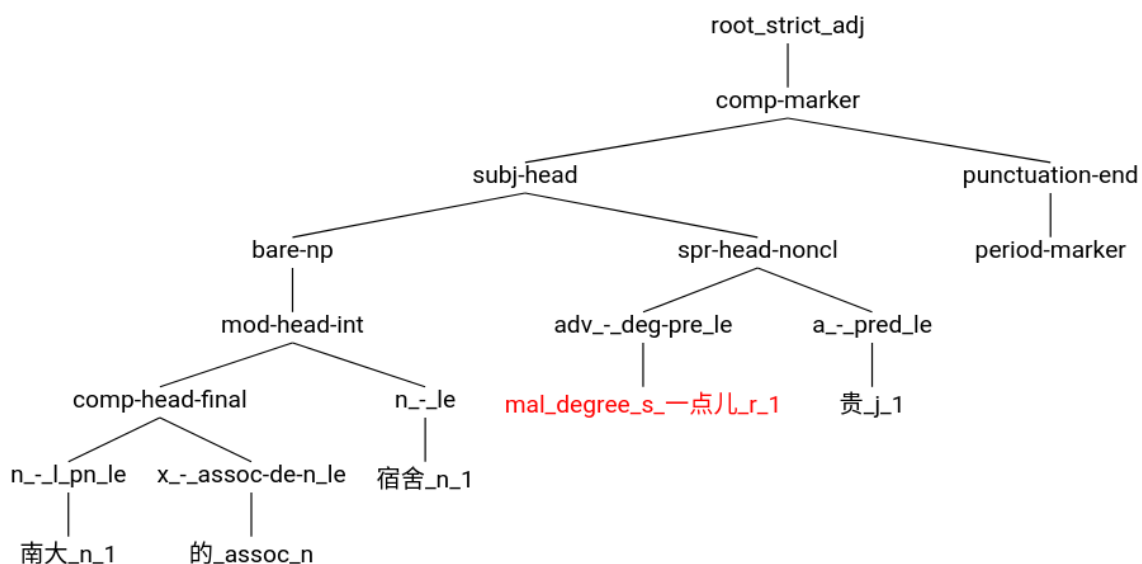 root_strict_adj
comp-marker
subj-head punctuation-end
bare-np spr-head-noncl period-marker
mod-head-int adv_-_deg-pre_le a_-_pred_le
comp-head-final n_-_le mal_degree_s_一点儿_r_1 贵_j_1
n_-_l_pn_le x_-_assoc-de-n_le 宿舍_n_1
南大_n_1 的_assoc_n